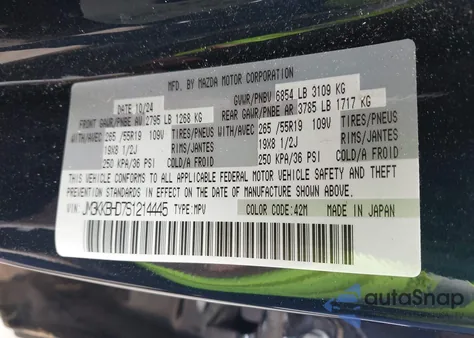 MFD. BY MAZDA MOTOR CORPORATION
DATE 10/24 GVWR/PNBV 6854 LB 3109 KG
FRONT GAWR/PNBE AV 2795 LB 1268 KG REAR GAWR/PNBE AR 3785 LB 1717 KG
WITH/AVEC 265 /55R19 109V TIRES/PNEUS WITH/AVEC 265 /55R19 109V TIRES/PNEUS
19X8 1/2J RIMS/JANTES 19X8 1/2J RIMS/JANTES
250 KPA/36 PSI COLD/A FROID 250 KPA/36 PSI COLD/A FROID
THIS VEHICLE CONFORMS TO ALL APPLICABLE FEDERAL MOTOR VEHICLE SAFETY AND THEFT
PREVENTION STANDARDS IN EFFECT ON THE DATE OF MANUFACTURE SHOWN ABOVE.
VIN: JM3KKBHD7S1214445 TYPE:MPV COLOR CODE:42M MADE IN JAPAN
autoSnap